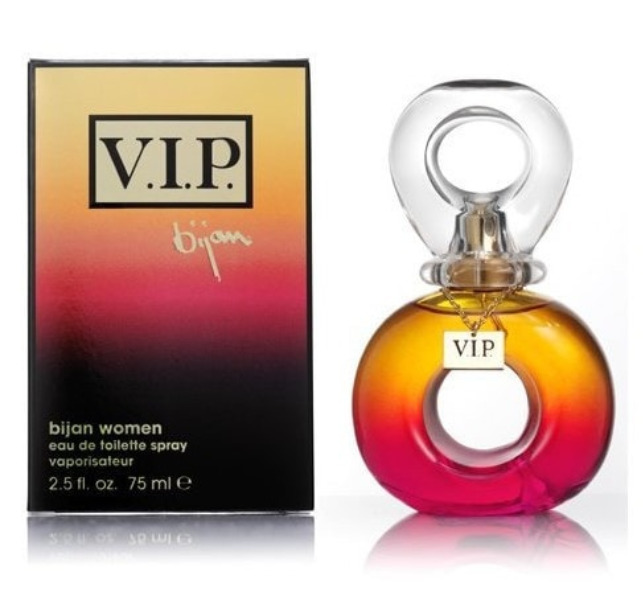 V.I.P.
bijan
bijan women
eau de toilette spray
vaporisateur
2.5 fl. oz. 75 ml ℮
V.I.P.